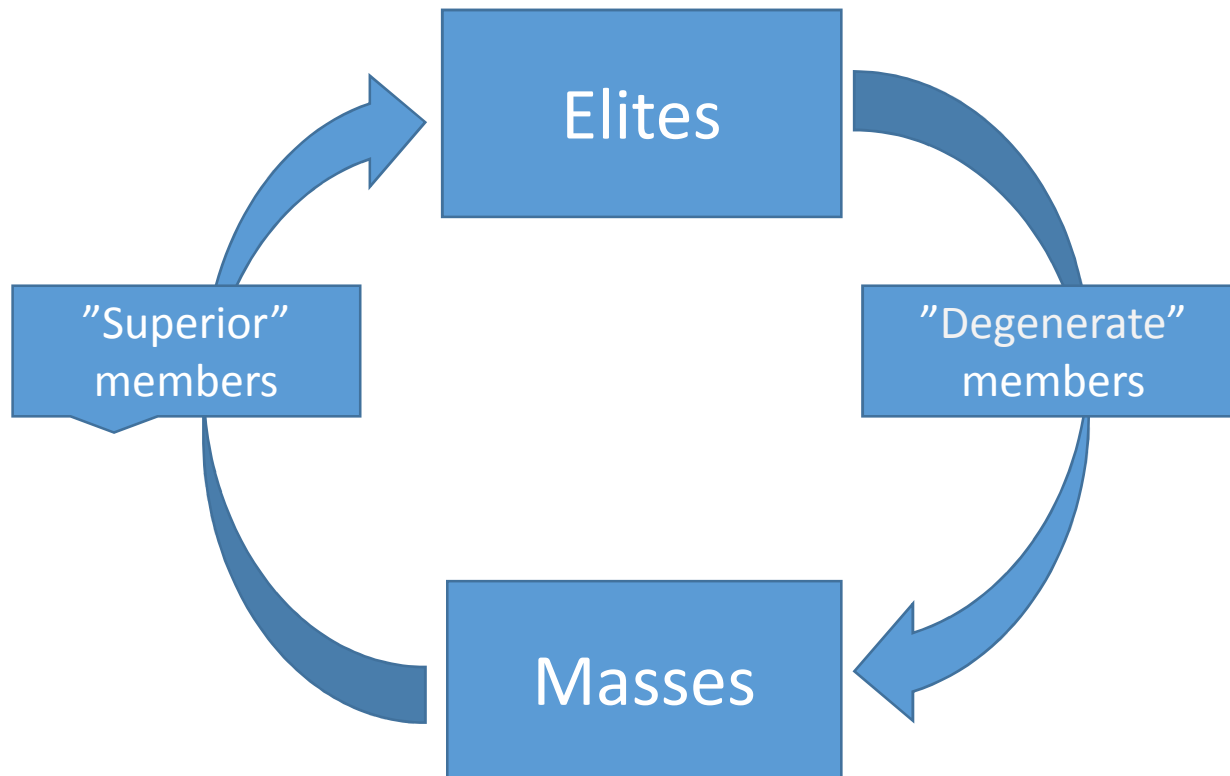 Elites
”Superior”
members
”Degenerate”
members
Masses